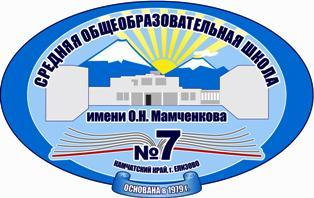 СРЕДНЯЯ ОБЩЕОБРАЗОВАТЕЛЬНАЯ ШКОЛА
имени О.Н. Мамченкова
№7
КАМЧАТСКИЙ КРАЙ, г. ЕЛИЗОВО
ОСНОВАНА в 1979 г.